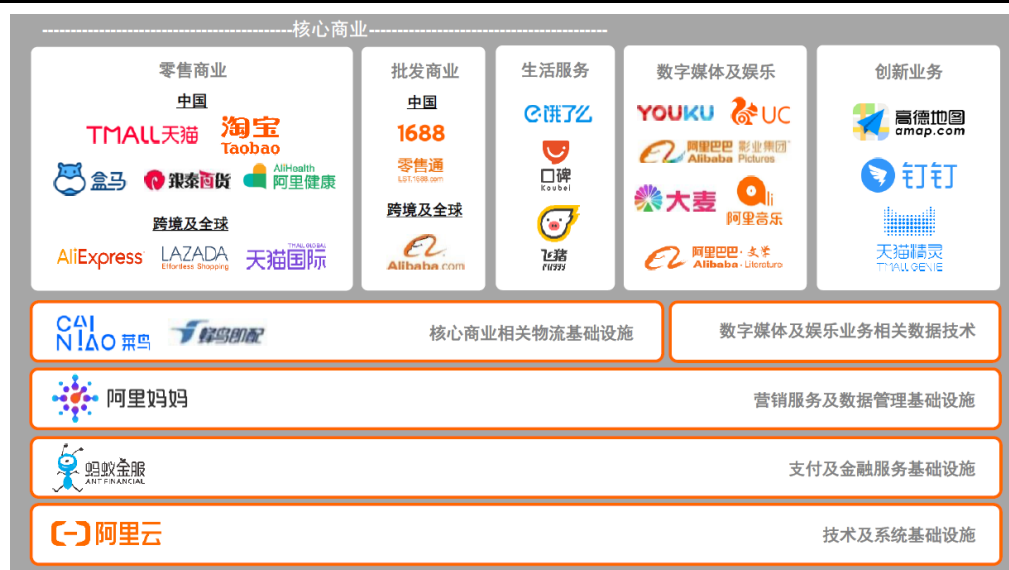 核心商业
零售商业
中国
TMALL天猫
淘宝
Taobao
盒马
银泰百货
AliHealth
阿里健康
跨境及全球
AliExpress
LAZADA
Effortless Shopping
TMALL GLOBAL
天猫国际
批发商业
中国
1688
零售通
LST.1688.com
跨境及全球
Alibaba.com
生活服务
饿了么
口碑
Koubei
飞猪
数字媒体及娱乐
YOUKU
UC
阿里巴巴 影业集团
Alibaba Pictures
大麦
阿里音乐
阿里巴巴·文学
Alibaba·Literature
创新业务
高德地图
amap.com
钉钉
天猫精灵
TMALL GENIE
CAI
NIAO 菜鸟
蜂鸟即配
核心商业相关物流基础设施
数字媒体及娱乐业务相关数据技术
阿里妈妈
营销服务及数据管理基础设施
蚂蚁金服
ANT FINANCIAL
支付及金融服务基础设施
阿里云
技术及系统基础设施